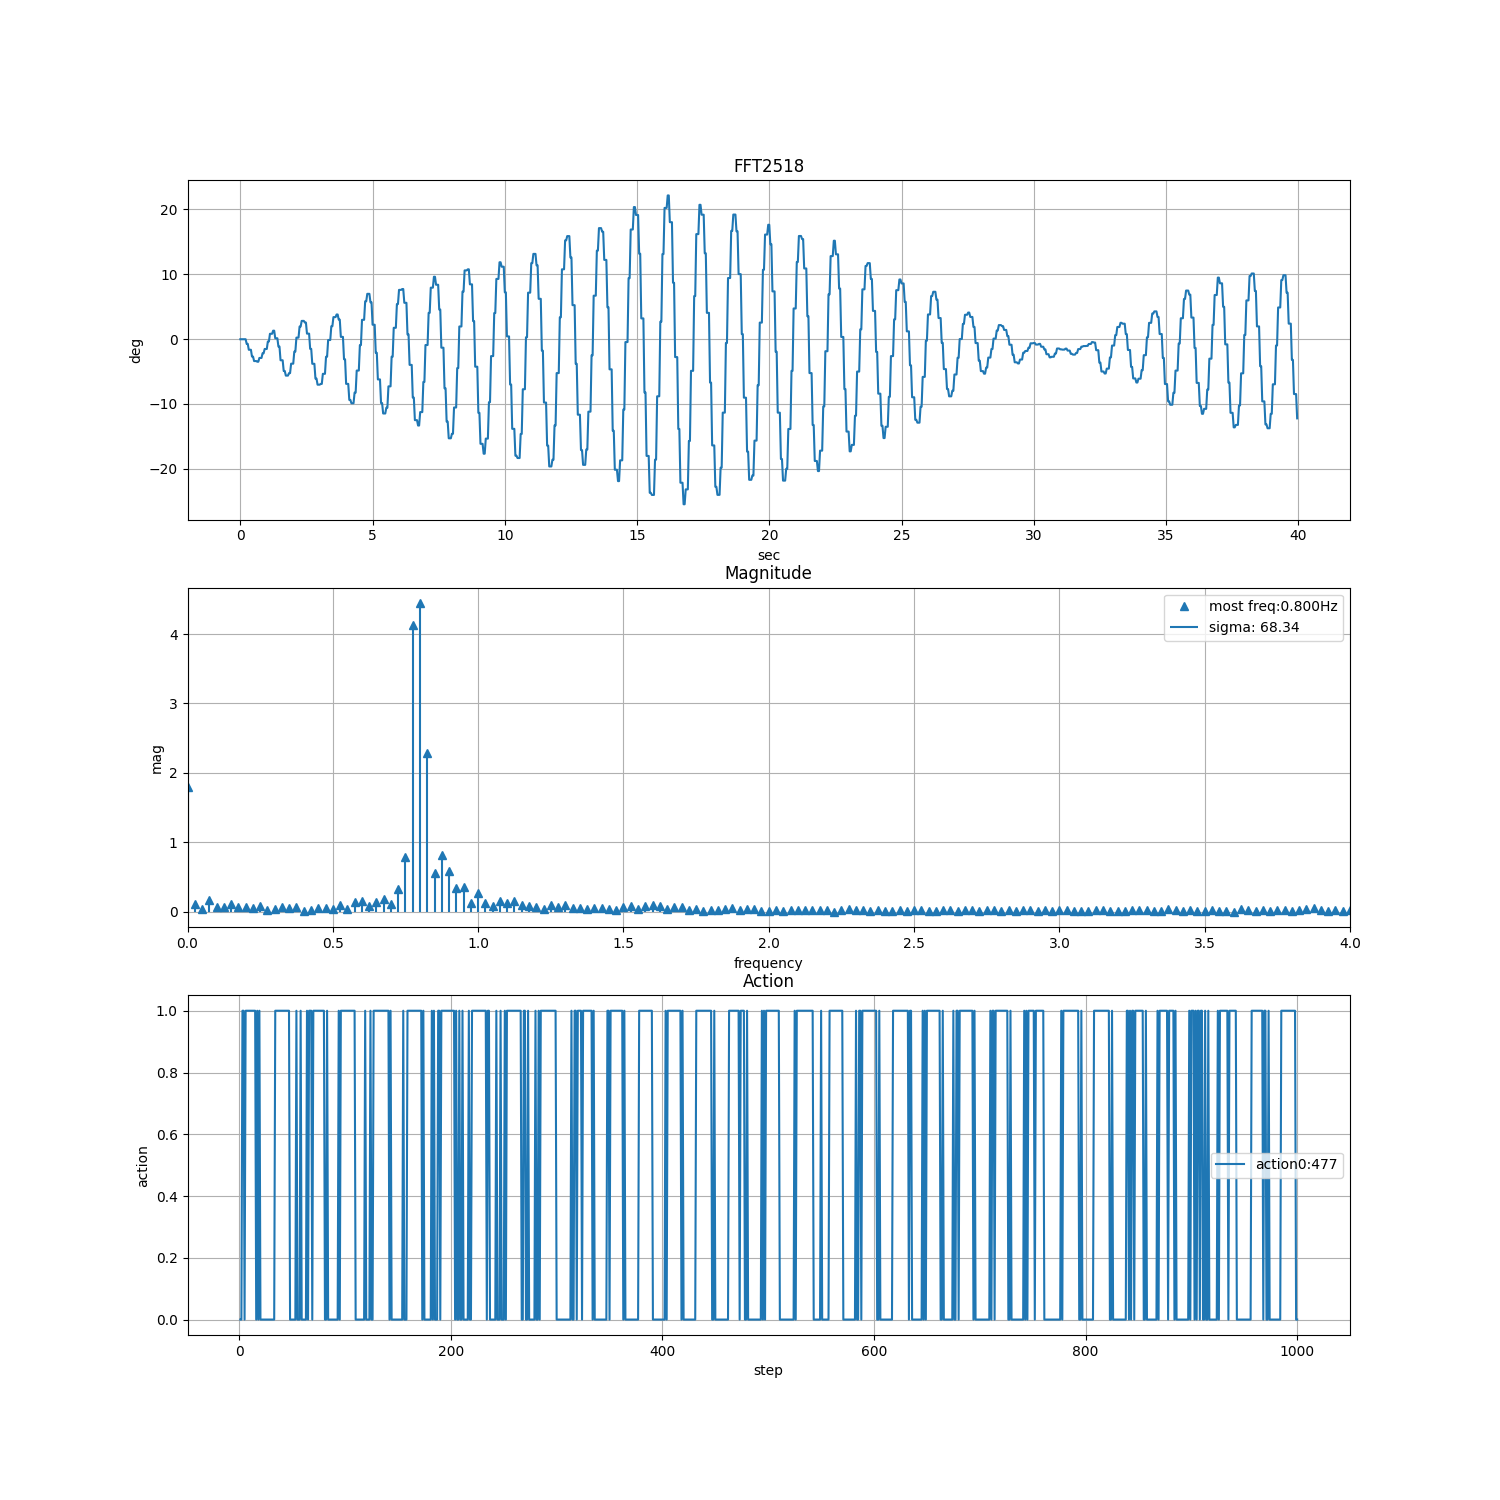 FFT2518
20
10
0
−10
−20
deg
0 5 10 15 20 25 30 35 40
sec
Magnitude
most freq:0.800Hz
sigma: 68.34
4
3
2
1
0
mag
0.0 0.5 1.0 1.5 2.0 2.5 3.0 3.5 4.0
frequency
Action
1.0
0.8
0.6
0.4
0.2
0.0
action
action0:477
0 200 400 600 800 1000
step